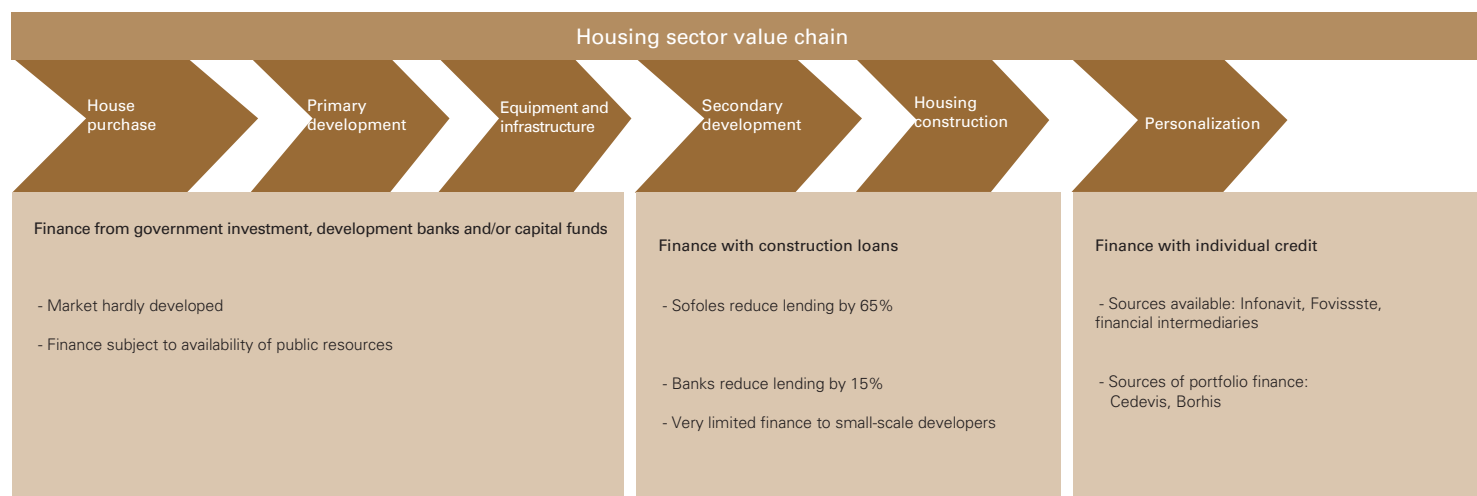 Housing sector value chain
House
purchase
Primary
development
Equipment and
infrastructure
Secondary
development
Housing
construction
Personalization
Finance from government investment, development banks and/or capital funds
- Market hardly developed
- Finance subject to availability of public resources
Finance with construction loans
- Sofoles reduce lending by 65%
- Banks reduce lending by 15%
- Very limited finance to small-scale developers
Finance with individual credit
- Sources available: Infonavit, Fovissste,
financial intermediaries
- Sources of portfolio finance:
Cedevis, Borhis